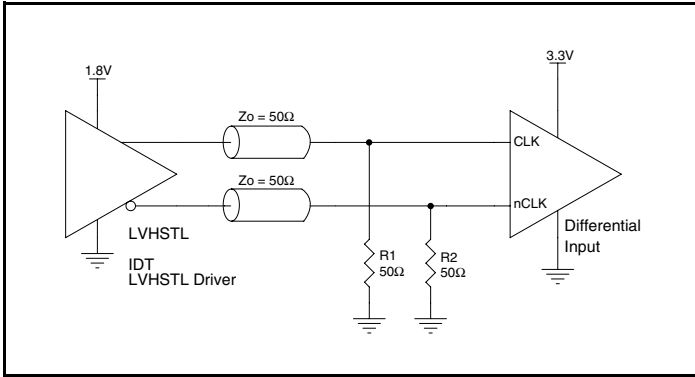 3.3V
1.8V
Zo = 50Ω
CLK
Zo = 50Ω
nCLK
Differential
Input
LVHSTL
R1
50Ω
R2
50Ω
IDT
LVHSTL Driver